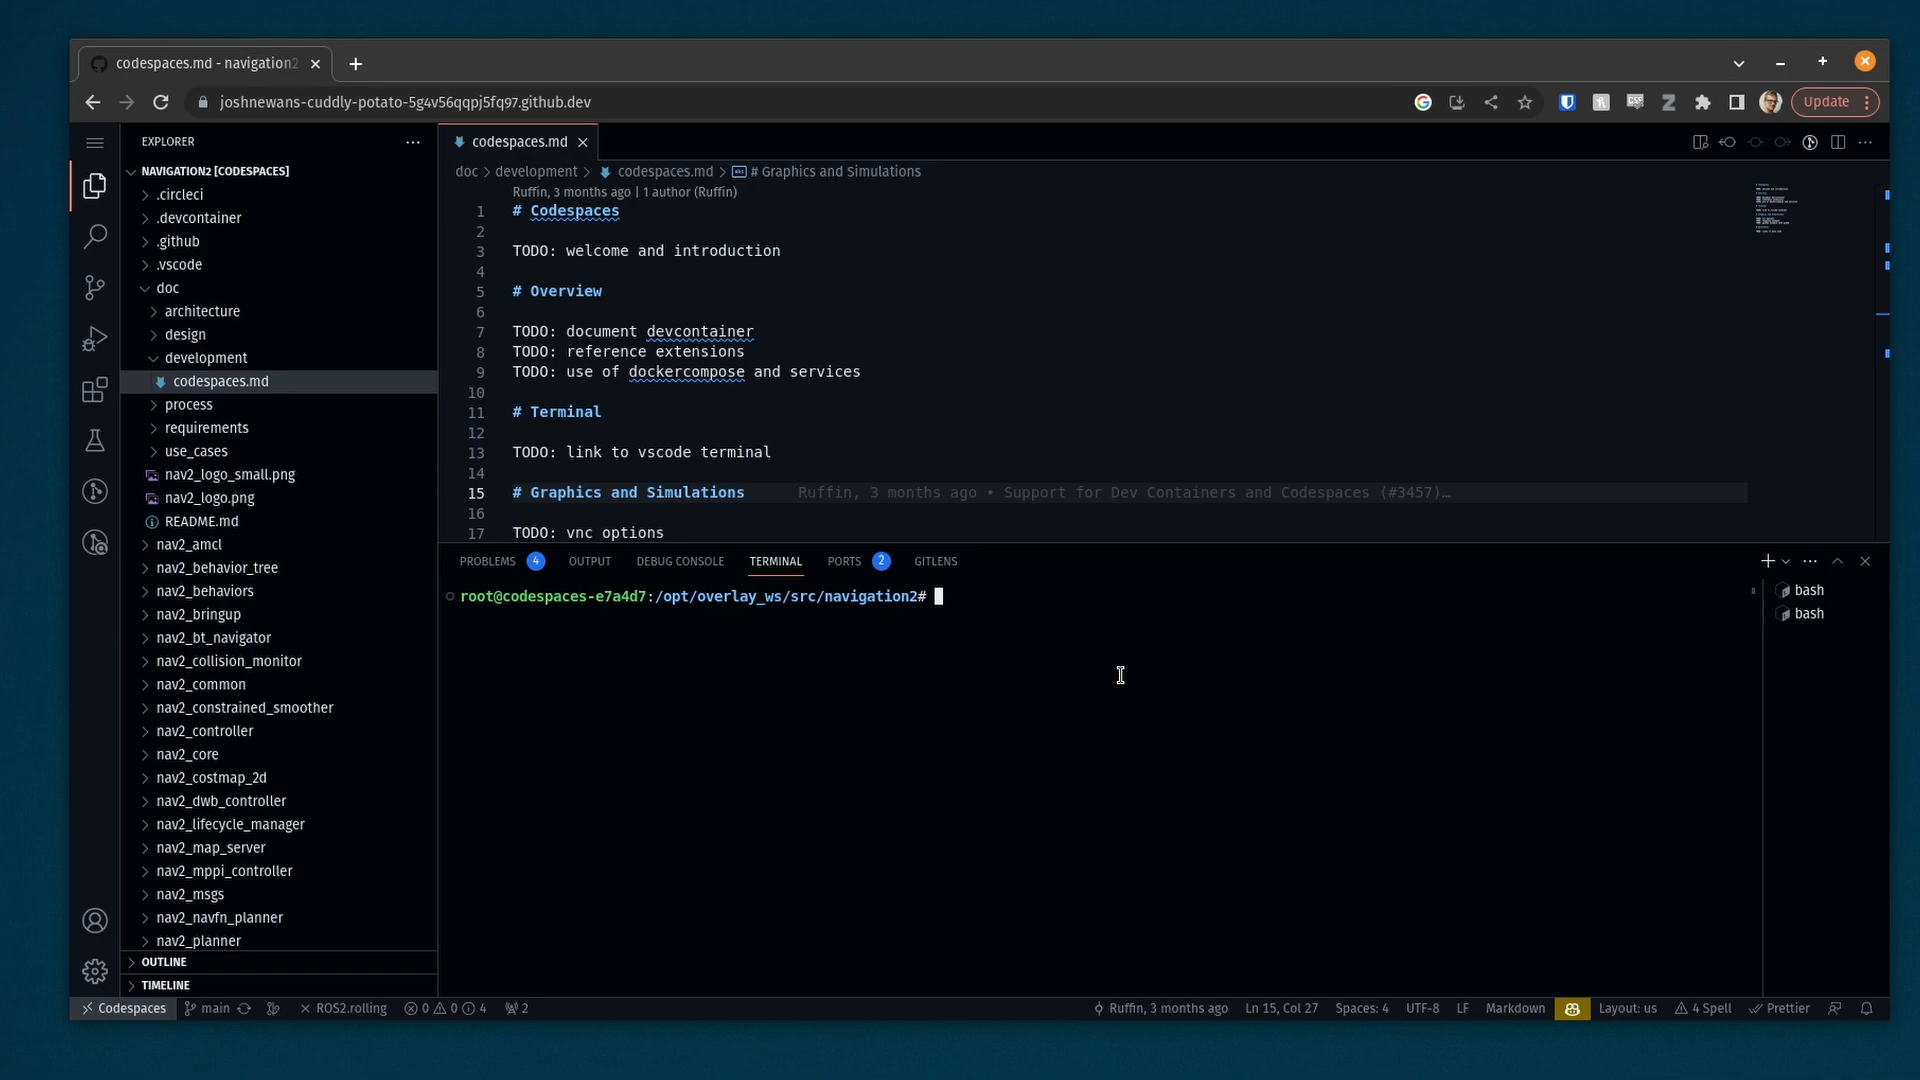 codespaces.md - navigation2
joshnewans-cuddly-potato-5g4v56qqpj5fq97.github.dev
Update
EXPLORER
NAVIGATION2 [CODESPACES]
.circleci
.devcontainer
.github
.vscode
doc
architecture
design
development
codespaces.md
process
requirements
use_cases
nav2_logo_small.png
nav2_logo.png
README.md
nav2_amcl
nav2_behavior_tree
nav2_behaviors
nav2_bringup
nav2_bt_navigator
nav2_collision_monitor
nav2_common
nav2_constrained_smoother
nav2_controller
nav2_core
nav2_costmap_2d
nav2_dwb_controller
nav2_lifecycle_manager
nav2_map_server
nav2_mppi_controller
nav2_msgs
nav2_navfn_planner
nav2_planner
OUTLINE
TIMELINE
codespaces.md
doc > development > codespaces.md > # Graphics and Simulations
Ruffin, 3 months ago | 1 author (Ruffin)
1 # Codespaces
2
3 TODO: welcome and introduction
4
5 # Overview
6
7 TODO: document devcontainer
8 TODO: reference extensions
9 TODO: use of dockercompose and services
10
11 # Terminal
12
13 TODO: link to vscode terminal
14
15 # Graphics and Simulations Ruffin, 3 months ago • Support for Dev Containers and Codespaces (#3457)…
16
17 TODO: vnc options
PROBLEMS 4 OUTPUT DEBUG CONSOLE TERMINAL PORTS 2 GITLENS
root@codespaces-e7a4d7:/opt/overlay_ws/src/navigation2#
bash
bash
Codespaces main ROS2.rolling 0 0 4 2 Ruffin, 3 months ago Ln 15, Col 27 Spaces: 4 UTF-8 LF Markdown Layout: us 4 Spell Prettier